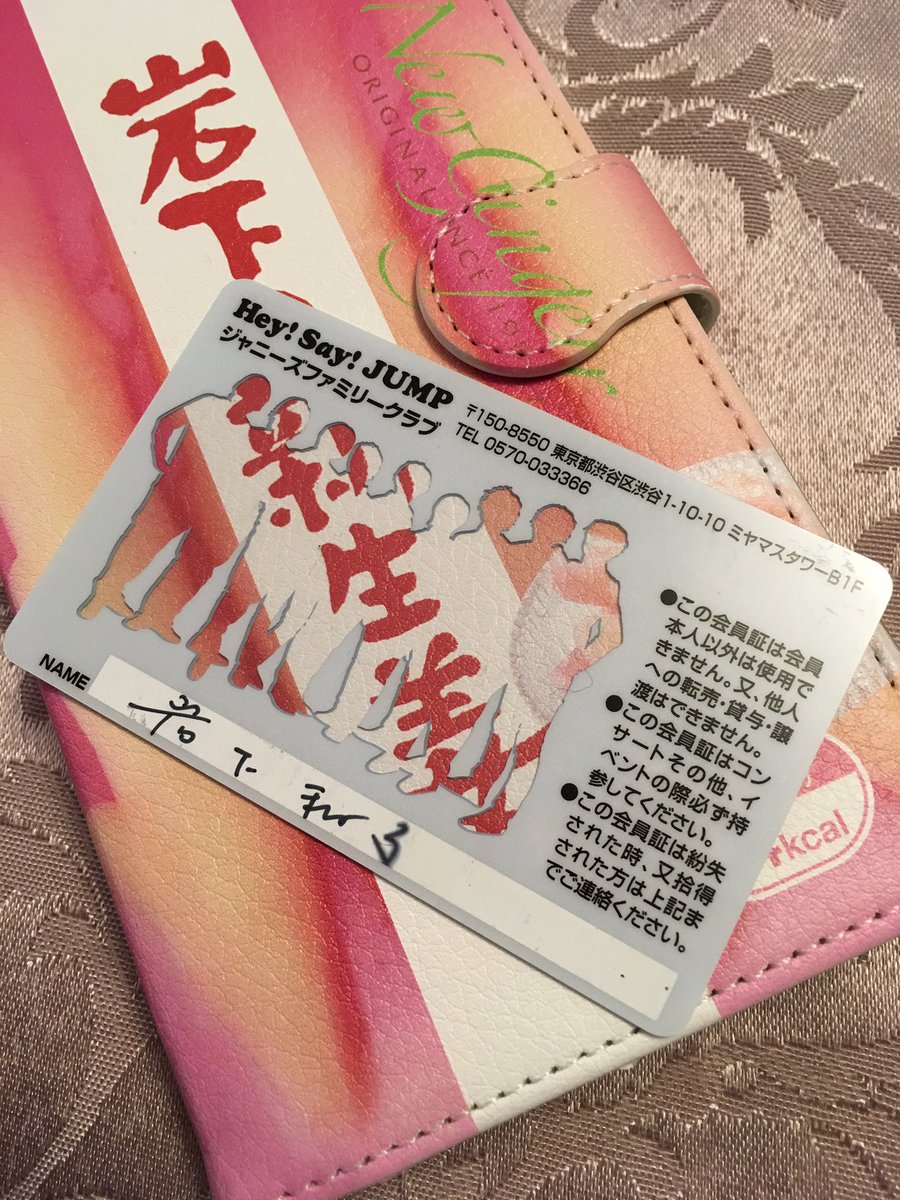 岩下の
New Ginger
ORIGINAL
Hey! Say! JUMP
ジャニーズファミリークラブ
〒150-8550 東京都渋谷区渋谷1-10-10 ミヤマスタワーB1F
TEL 0570-033366
新生姜
●この会員証は会員
本人以外は使用で
きません。又、他人
への転売・貸与・譲
渡はできません。
●この会員証はコン
サートその他、イ
ベントの際必ず持
参してください。
●この会員証は紛失
された時、又拾得
された方は上記ま
でご連絡ください。
NAME
岩下 和
kcal